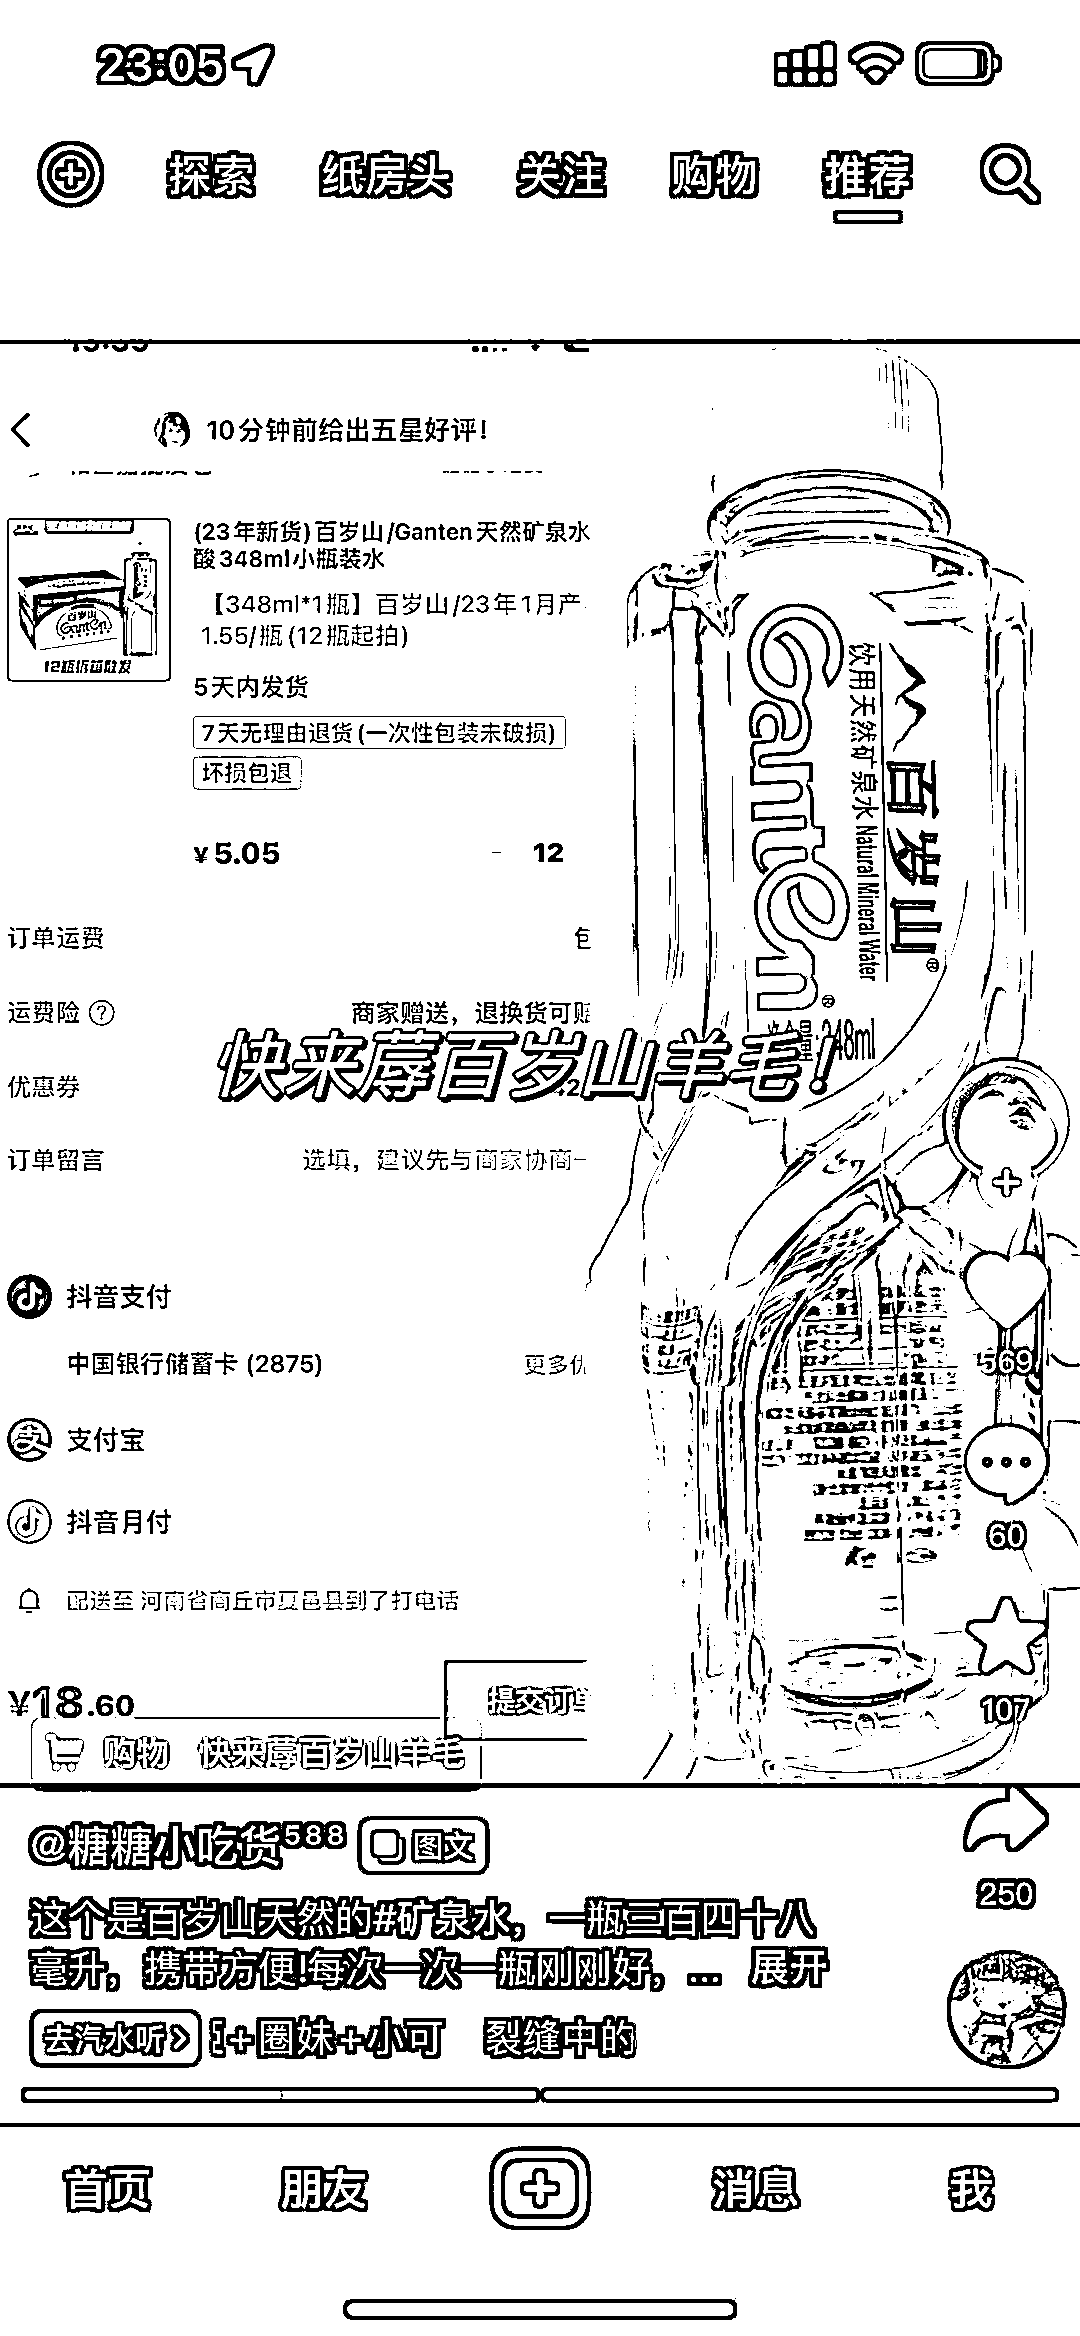 23:05
探索 纸房头 关注 购物 推荐
10分钟前给出五星好评!
(23年新货)百岁山/Ganten天然矿泉水
酸348ml小瓶装水
【348ml*1瓶】百岁山/23年1月产
1.55/瓶(12瓶起拍)
5天内发货
7天无理由退货(一次性包装未破损)
坏损包退
¥5.05 - 12
百岁山
Ganten
12瓶拆箱散发
订单运费
运费险 商家赠送，退换货可贴
优惠券
订单留言 选填，建议先与商家协商一
抖音支付
中国银行储蓄卡 (2875) 更多优
支付宝
抖音月付
配送至 河南省商丘市夏邑县到了打电话
¥18.60 提交订单
购物 快来薅百岁山羊毛
快来薅百岁山羊毛!
Ganten
饮用天然矿泉水 Natural Mineral Water
百岁山
348ml
569
60
107
250
@糖糖小吃货588 图文
这个是百岁山天然的#矿泉水，一瓶三百四十八
毫升，携带方便!每次一次一瓶刚刚好，... 展开
去汽水听 +圈妹+小可 裂缝中的
首页 朋友 消息 我